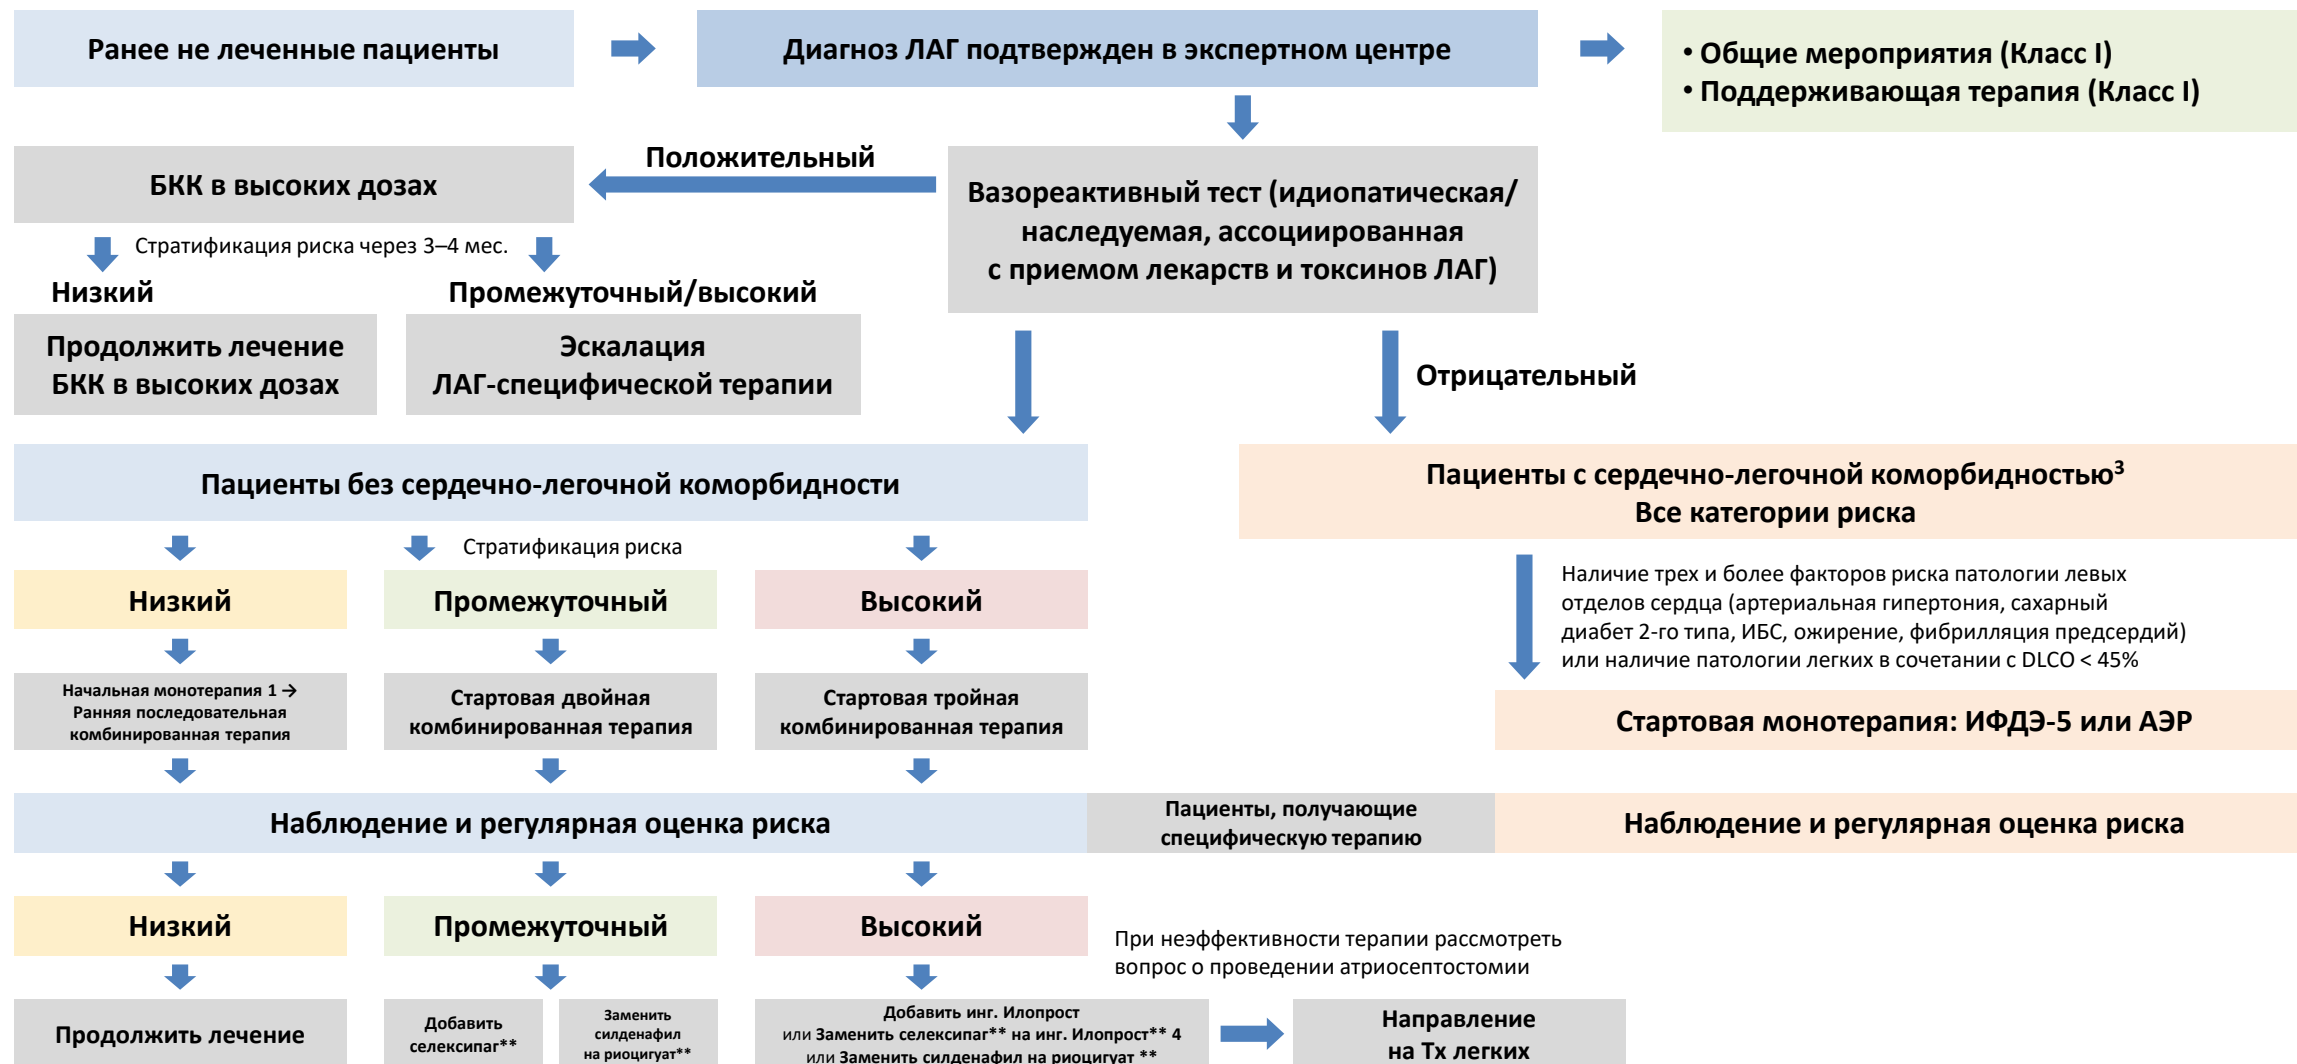 Ранее не леченные пациенты
Диагноз ЛАГ подтвержден в экспертном центре
• Общие мероприятия (Класс I)
• Поддерживающая терапия (Класс I)
Положительный
БКК в высоких дозах
Вазореактивный тест (идиопатическая/
наследуемая, ассоциированная
с приемом лекарств и токсинов ЛАГ)
Стратификация риска через 3–4 мес.
Низкий
Промежуточный/высокий
Продолжить лечение
БКК в высоких дозах
Эскалация
ЛАГ-специфической терапии
Отрицательный
Пациенты без сердечно-легочной коморбидности
Пациенты с сердечно-легочной коморбидностью³
Все категории риска
Стратификация риска
Низкий
Промежуточный
Высокий
Наличие трех и более факторов риска патологии левых
отделов сердца (артериальная гипертония, сахарный
диабет 2-го типа, ИБС, ожирение, фибрилляция предсердий)
или наличие патологии легких в сочетании с DLCO < 45%
Начальная монотерапия 1 →
Ранняя последовательная
комбинированная терапия
Стартовая двойная
комбинированная терапия
Стартовая тройная
комбинированная терапия
Стартовая монотерапия: ИФДЭ-5 или АЭР
Наблюдение и регулярная оценка риска
Пациенты, получающие
специфическую терапию
Наблюдение и регулярная оценка риска
Низкий
Промежуточный
Высокий
При неэффективности терапии рассмотреть
вопрос о проведении атриосептостомии
Продолжить лечение
Добавить
селексипаг**
Заменить
силденафил
на риоцигуат**
Добавить инг. Илопрост
или Заменить селексипаг** на инг. Илопрост** 4
или Заменить силденафил на риоцигуат **
Направление
на Тх легких